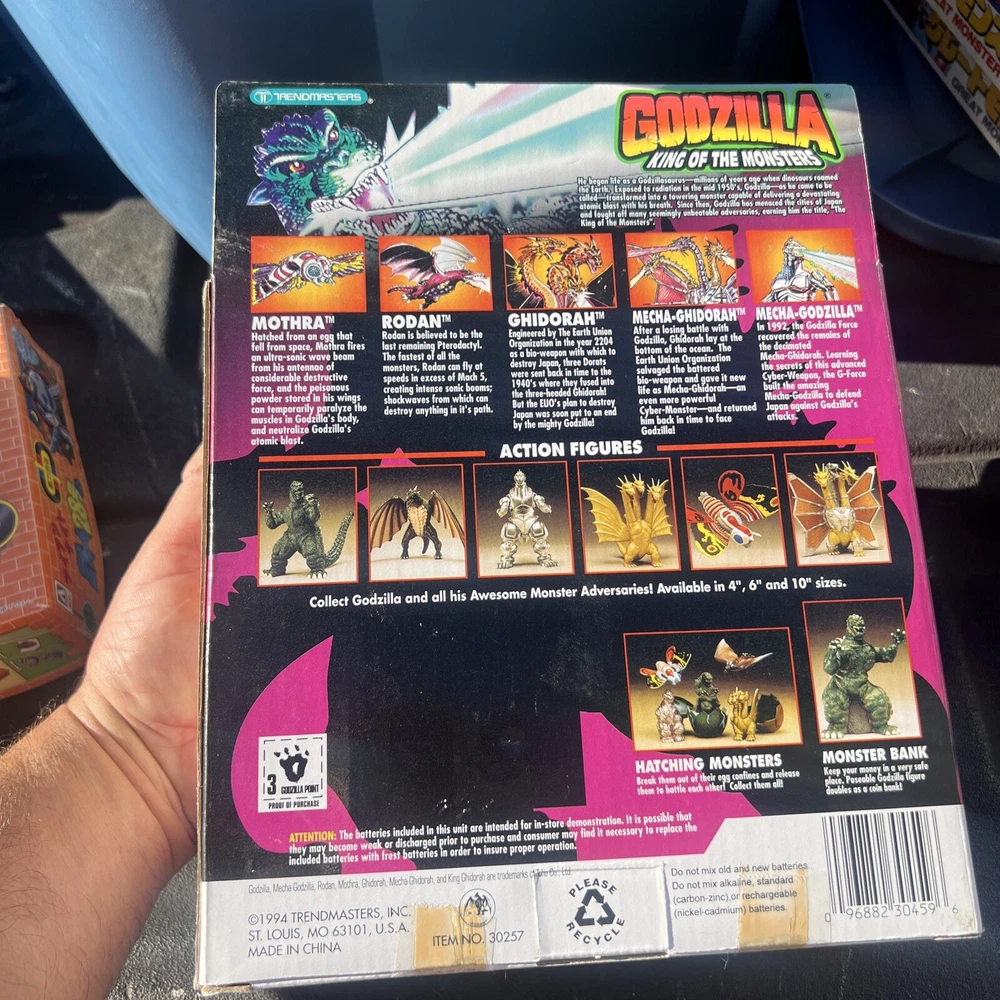 TRENDMASTERS®
GODZILLA®
KING OF THE MONSTERS
He began life as a Godzillasaurus—millions of years ago when dinosaurs roamed
the Earth. Exposed to radiation in the mid 1950's, Godzilla—as he came to be
called—transformed into a towering monster capable of delivering a devastating
atomic blast with his breath. Since then, Godzilla has menaced the cities of Japan
and fought off many seemingly unbeatable adversaries, earning him the title, "The
King of the Monsters".
MOTHRA™
Hatched from an egg that
fell from space, Mothra fires
an ultra-sonic wave beam
from his antennae of
considerable destructive
force, and the poisonous
powder stored in his wings
can temporarily paralyze the
muscles in Godzilla's body,
and neutralize Godzilla's
atomic blast.
RODAN™
Rodan is believed to be the
last remaining Pterodactyl.
The fastest of all the
monsters, Rodan can fly at
speeds in excess of Mach 5,
creating intense sonic booms;
shockwaves from which can
destroy anything in it's path.
GHIDORAH™
Engineered by The Earth Union
Organization in the year 2204
as a bio-weapon with which to
destroy Japan, three Dorats
were sent back in time to the
1940's where they fused into
the three-headed Ghidorah!
But the EUO's plan to destroy
Japan was soon put to an end
by the mighty Godzilla!
MECHA-GHIDORAH™
After a losing battle with
Godzilla, Ghidorah lay at the
bottom of the ocean. The
Earth Union Organization
salvaged the battered
bio-weapon and gave it new
life as Mecha-Ghidorah—an
even more powerful
Cyber-Monster—and returned
him back in time to face
Godzilla!
MECHA-GODZILLA™
In 1992, the Godzilla Force
recovered the remains of
the decimated
Mecha-Ghidorah. Learning
the secrets of this advanced
Cyber-Weapon, the G-Force
built the amazing
Mecha-Godzilla to defend
Japan against Godzilla's
attacks.
ACTION FIGURES
Collect Godzilla and all his Awesome Monster Adversaries! Available in 4", 6" and 10" sizes.
HATCHING MONSTERS
Break them out of their egg confines and release
them to battle each other! Collect them all!
MONSTER BANK
Keep your money in a very safe
place. Poseable Godzilla figure
doubles as a coin bank!
3 GODZILLA POINT
PROOF OF PURCHASE
ATTENTION: The batteries included in this unit are intended for in-store demonstration. It is possible that
they may become weak or discharged prior to purchase and consumer may find it necessary to replace the
included batteries with frest batteries in order to insure proper operation.
Godzilla, Mecha-Godzilla, Rodan, Mothra, Ghidorah, Mecha-Ghidorah, and King Ghidorah are trademarks Co., Ltd.
©1994 TRENDMASTERS, INC.
ST. LOUIS, MO 63101, U.S.A.
MADE IN CHINA
ITEM NO. 30257
PLEASE
RECYCLE
Do not mix old and new batteries.
Do not mix alkaline, standard
(carbon-zinc), or rechargeable
(nickel-cadmium) batteries.
0 96882 30459 6
GREAT